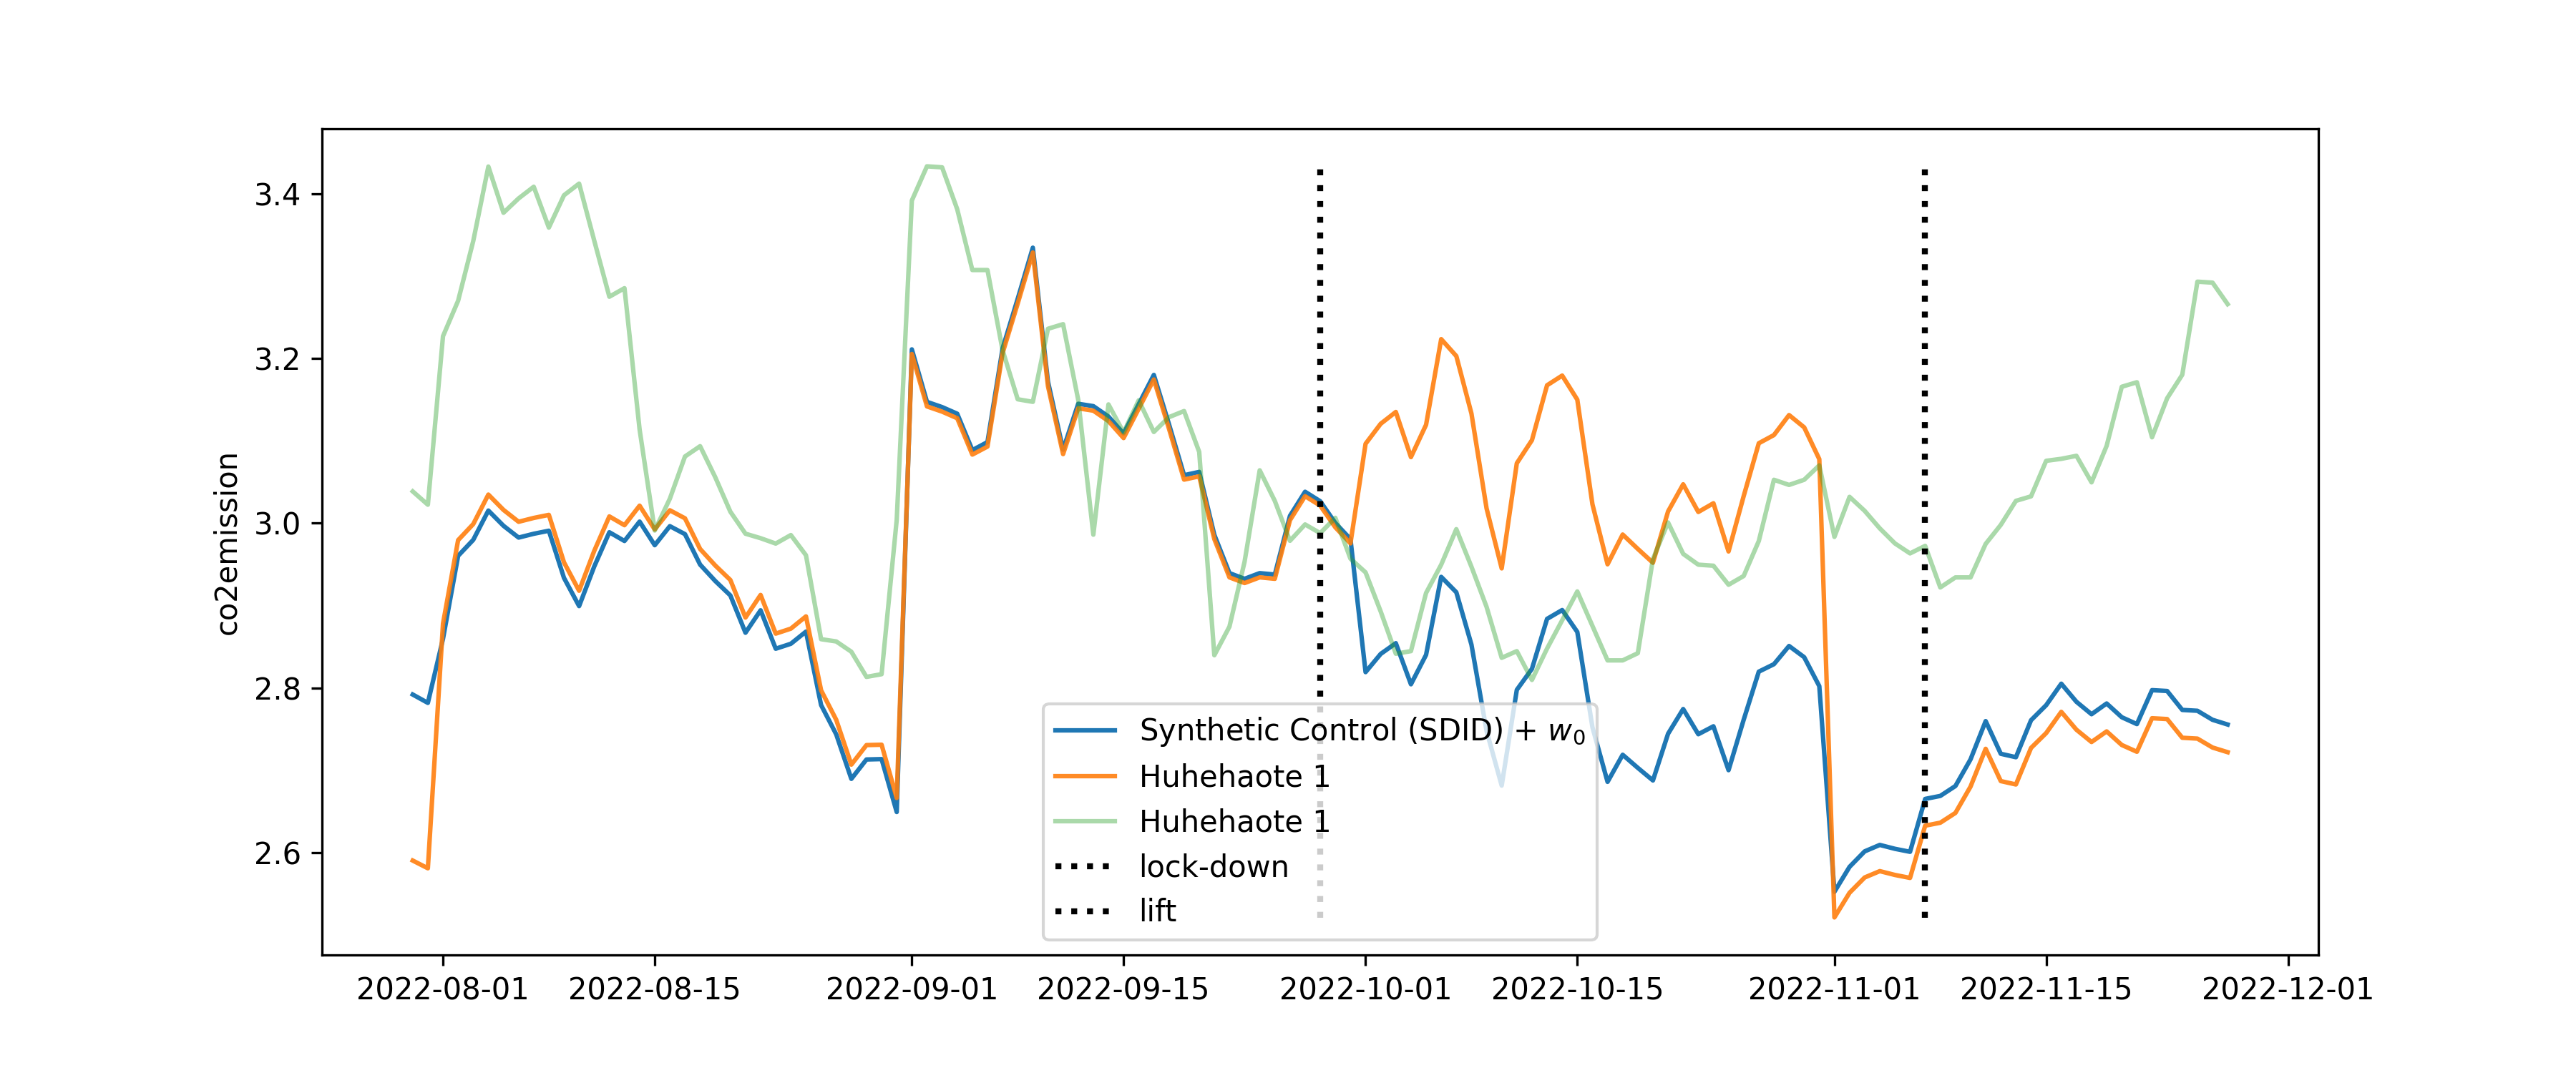 co2emission
3.4
3.2
3.0
2.8
2.6
Synthetic Control (SDID) + w₀
Huhehaote 1
Huhehaote 1
lock-down
lift
2022-08-01 2022-08-15 2022-09-01 2022-09-15 2022-10-01 2022-10-15 2022-11-01 2022-11-15 2022-12-01